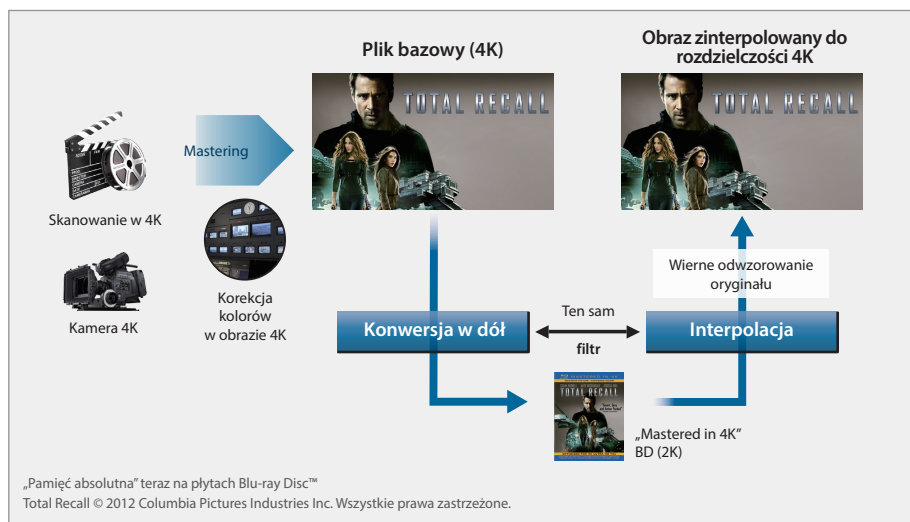 Plik bazowy (4K)
Obraz zinterpolowany do
rozdzielczości 4K
TOTAL RECALL
TOTAL RECALL
Mastering
Skanowanie w 4K
Kamera 4K
Korekcja
kolorów
w obrazie 4K
Wierne odwzorowanie
oryginału
Konwersja w dół
Ten sam
filtr
Interpolacja
TOTAL RECALL
„Mastered in 4K”
BD (2K)
„Pamięć absolutna” teraz na płytach Blu-ray Disc™
Total Recall © 2012 Columbia Pictures Industries Inc. Wszystkie prawa zastrzeżone.